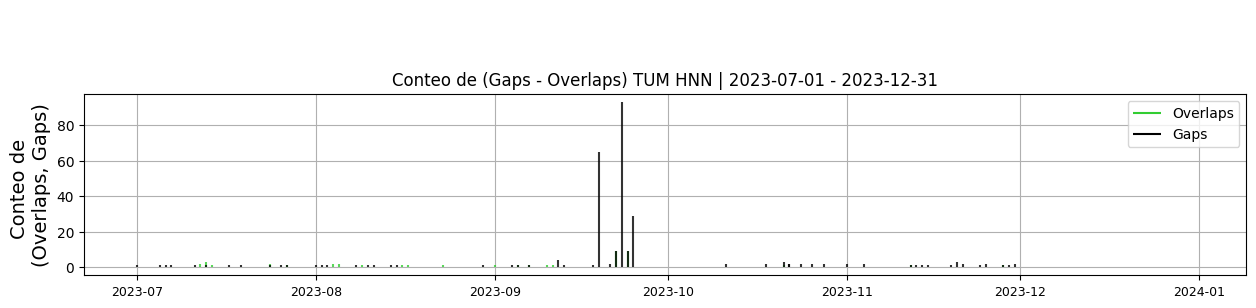 Conteo de (Gaps - Overlaps) TUM HNN | 2023-07-01 - 2023-12-31
Conteo de
(Overlaps, Gaps)
80
60
40
20
0
Overlaps
Gaps
2023-07
2023-08
2023-09
2023-10
2023-11
2023-12
2024-01